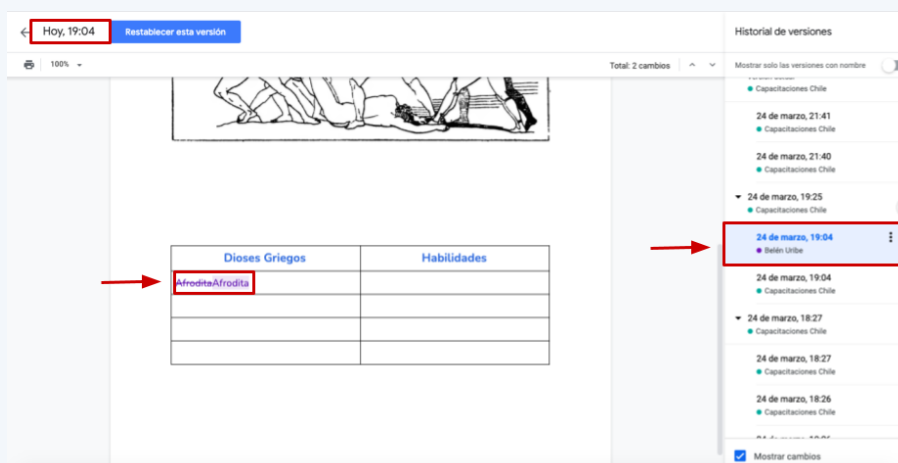 Hoy, 19:04
Restablecer esta versión
Historial de versiones
100%
Total: 2 cambios
Mostrar solo las versiones con nombre
Capacitaciones Chile
24 de marzo, 21:41
Capacitaciones Chile
24 de marzo, 21:40
Capacitaciones Chile
24 de marzo, 19:25
Capacitaciones Chile
24 de marzo, 19:04
Belén Uribe
24 de marzo, 19:04
Capacitaciones Chile
24 de marzo, 18:27
Capacitaciones Chile
24 de marzo, 18:27
Capacitaciones Chile
24 de marzo, 18:26
Capacitaciones Chile
Mostrar cambios
Dioses Griegos Habilidades
AfroditaAfrodita